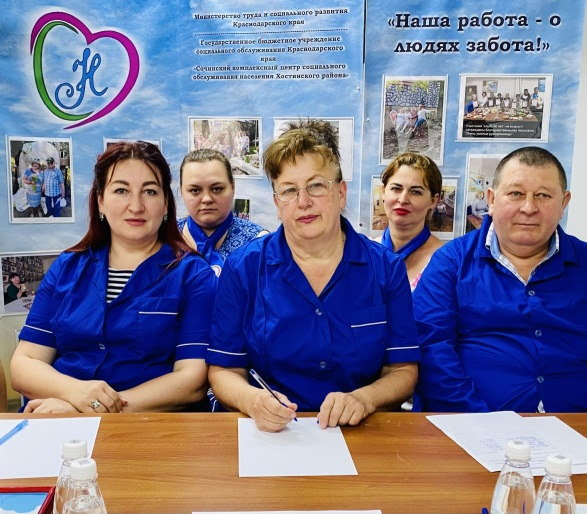 Н
Министерство труда и социального развития
Краснодарского края
Государственное бюджетное учреждение
социального обслуживания Краснодарского
края
«Сочинский комплексный центр социального
обслуживания населения Хостинского района»
«Наша работа - о
людях забота!»